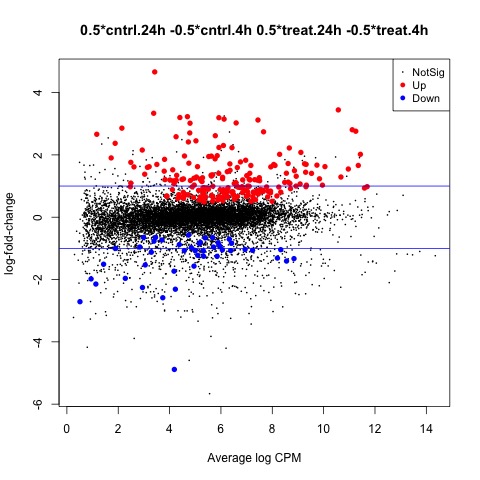 0.5*cntrl.24h -0.5*cntrl.4h 0.5*treat.24h -0.5*treat.4h
NotSig
Up
Down
log-fold-change
4
2
0
-2
-4
-6
0 2 4 6 8 10 12 14
Average log CPM